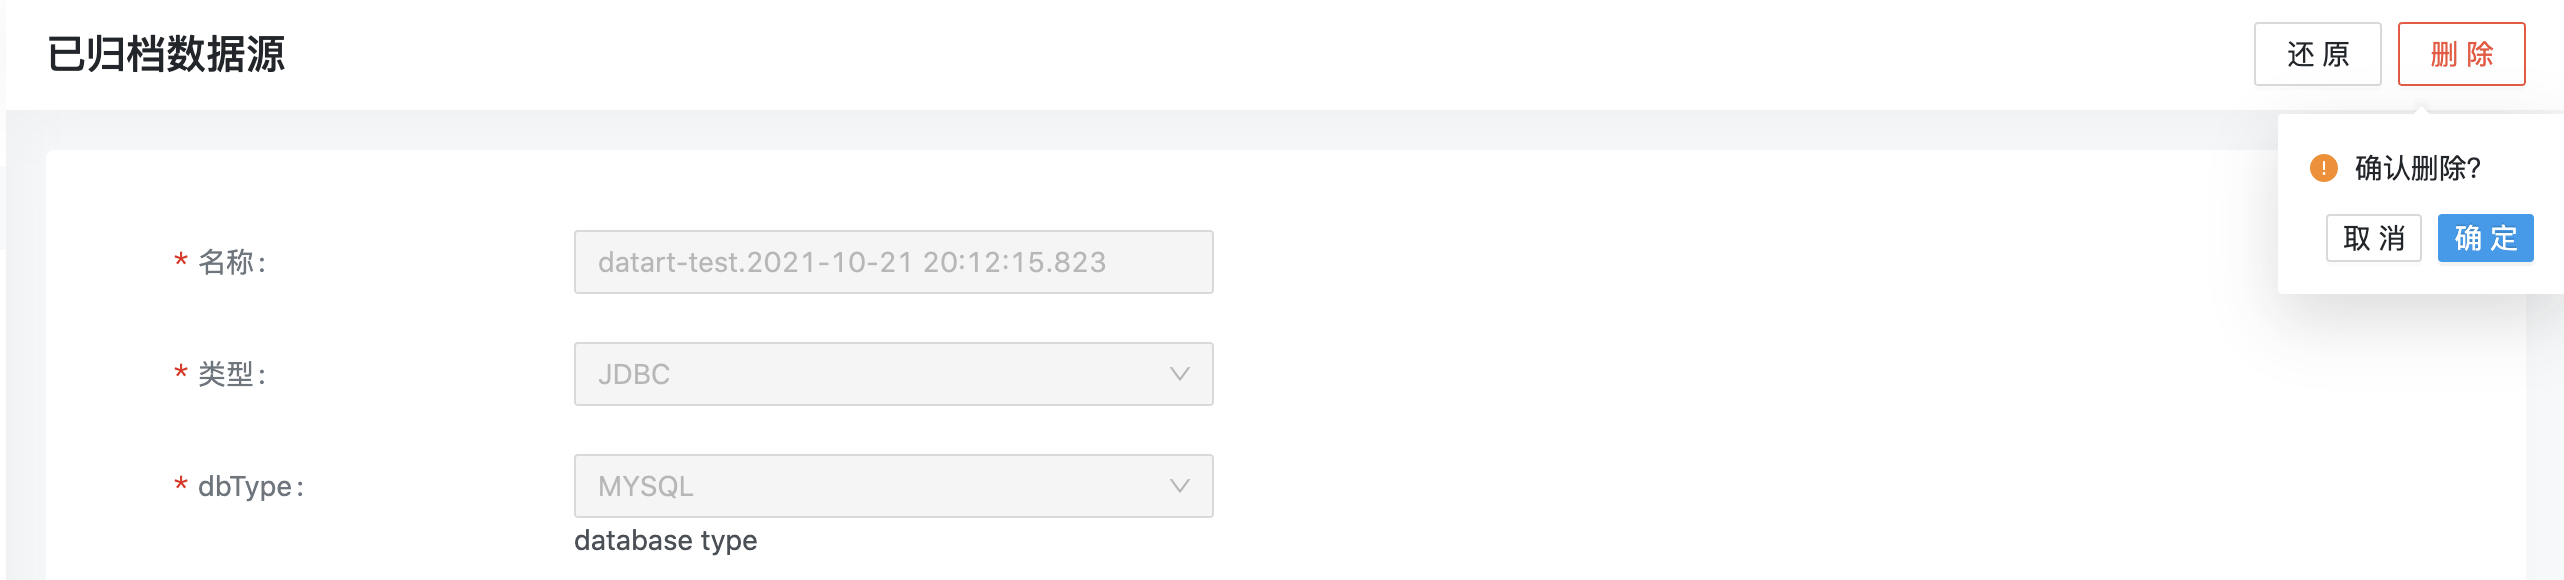 已归档数据源
还 原
删 除
确认删除?
取 消
确 定
* 名称:
datart-test.2021-10-21 20:12:15.823
* 类型:
JDBC
* dbType:
MYSQL
database type